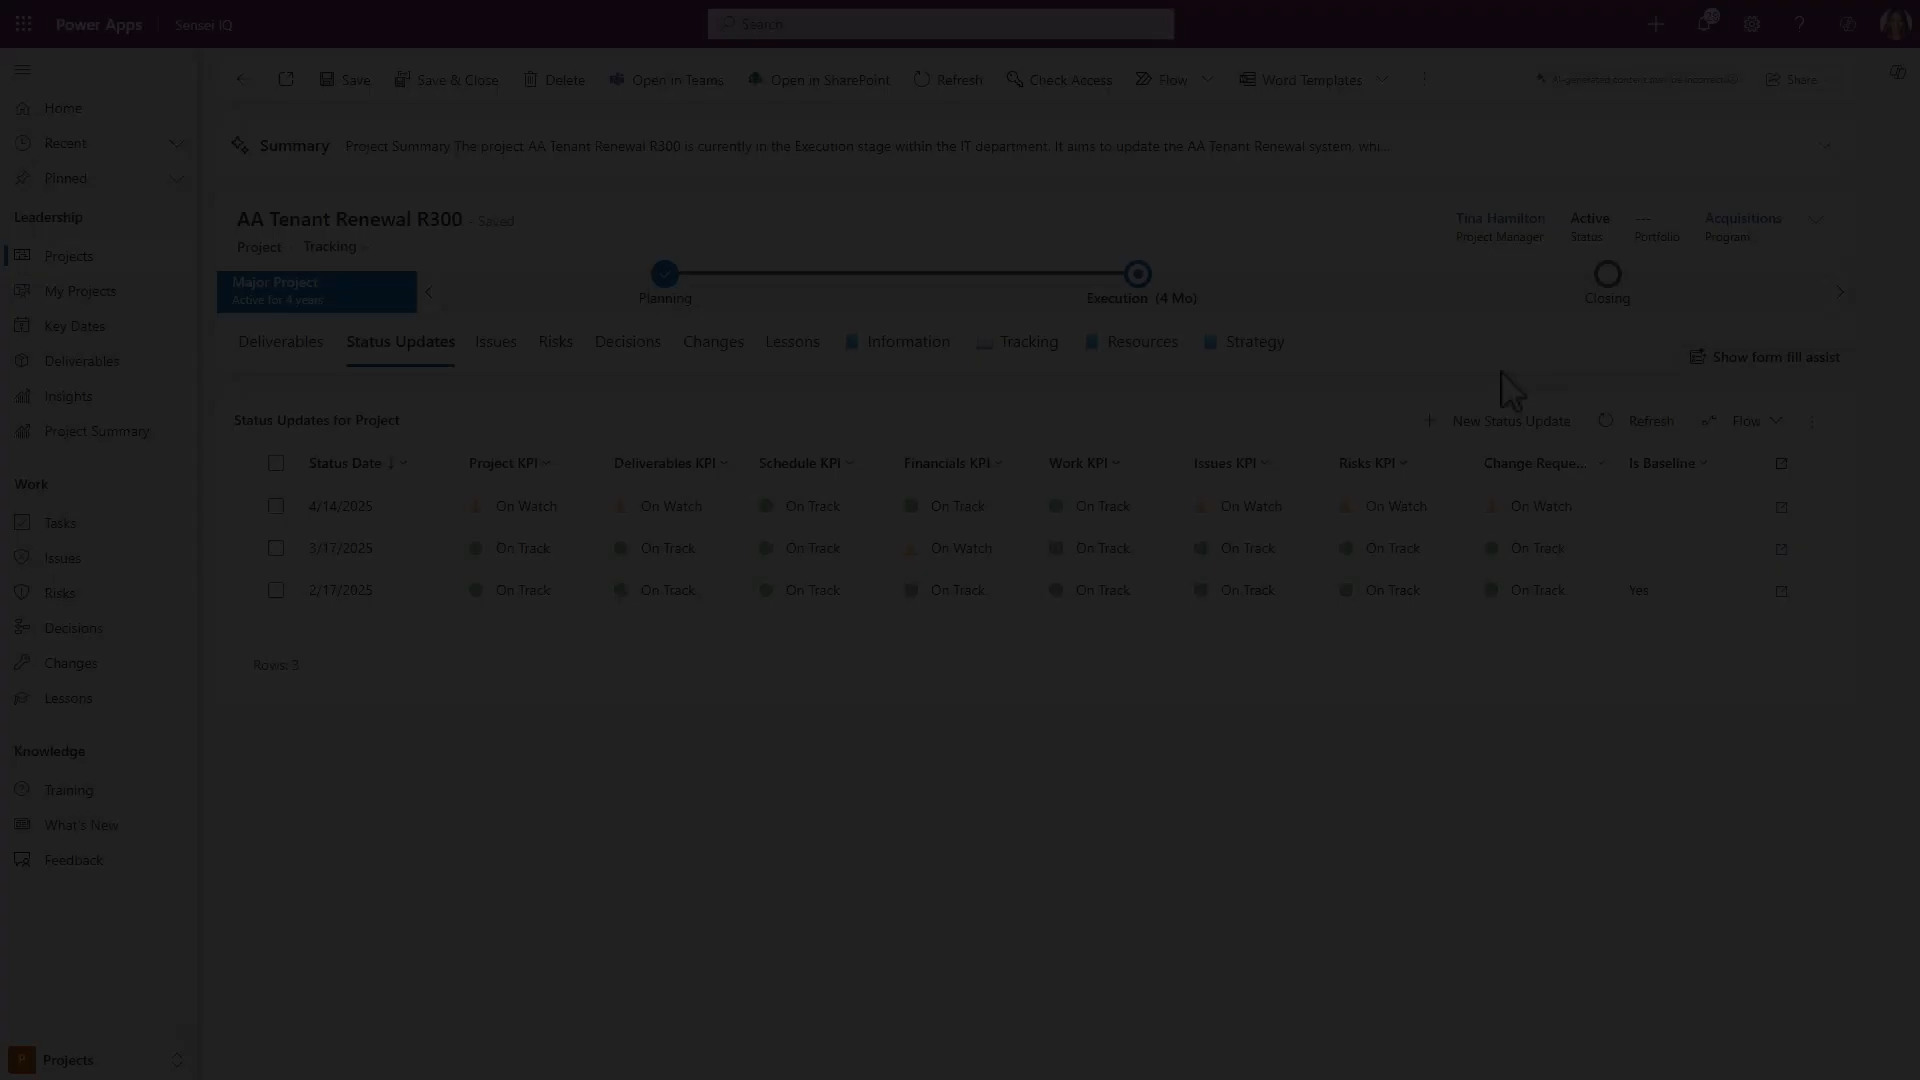 Power Apps Sensei IQ Search
Save Save & Close Delete Open in Teams Open in SharePoint Refresh Check Access Flow Word Templates Share
Home
Recent
Pinned
Leadership
Projects
My Projects
Key Dates
Deliverables
Insights
Project Summary
Work
Tasks
Issues
Risks
Decisions
Changes
Lessons
Knowledge
Training
What's New
Feedback
P Projects
Summary Project Summary The project AA Tenant Renewal R300 is currently in the Execution stage within the IT department. It aims to update the AA Tenant Renewal system, whi...
AA Tenant Renewal R300 - Saved
Project Tracking
Tina Hamilton Active --- Acquisitions
Project Manager Status Portfolio Program
Major Project
Active for 4 years
Planning Execution (4 Mo) Closing
Deliverables Status Updates Issues Risks Decisions Changes Lessons Information Tracking Resources Strategy
Show form fill assist
Status Updates for Project
New Status Update Refresh Flow
Status Date Project KPI Deliverables KPI Schedule KPI Financials KPI Work KPI Issues KPI Risks KPI Change Reque... Is Baseline
4/14/2025 On Watch On Watch On Track On Track On Track On Watch On Watch On Watch
3/17/2025 On Track On Track On Track On Watch On Track On Track On Track On Track
2/17/2025 On Track On Track On Track On Track On Track On Track On Track On Track Yes
Rows: 3